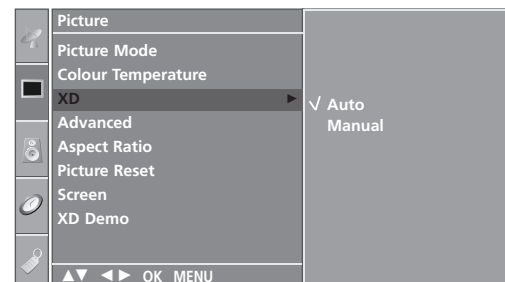 Picture
Picture Mode
Colour Temperature
XD ►
Advanced
Aspect Ratio
Picture Reset
Screen
XD Demo
√ Auto
Manual
▲▼ ◄► OK MENU